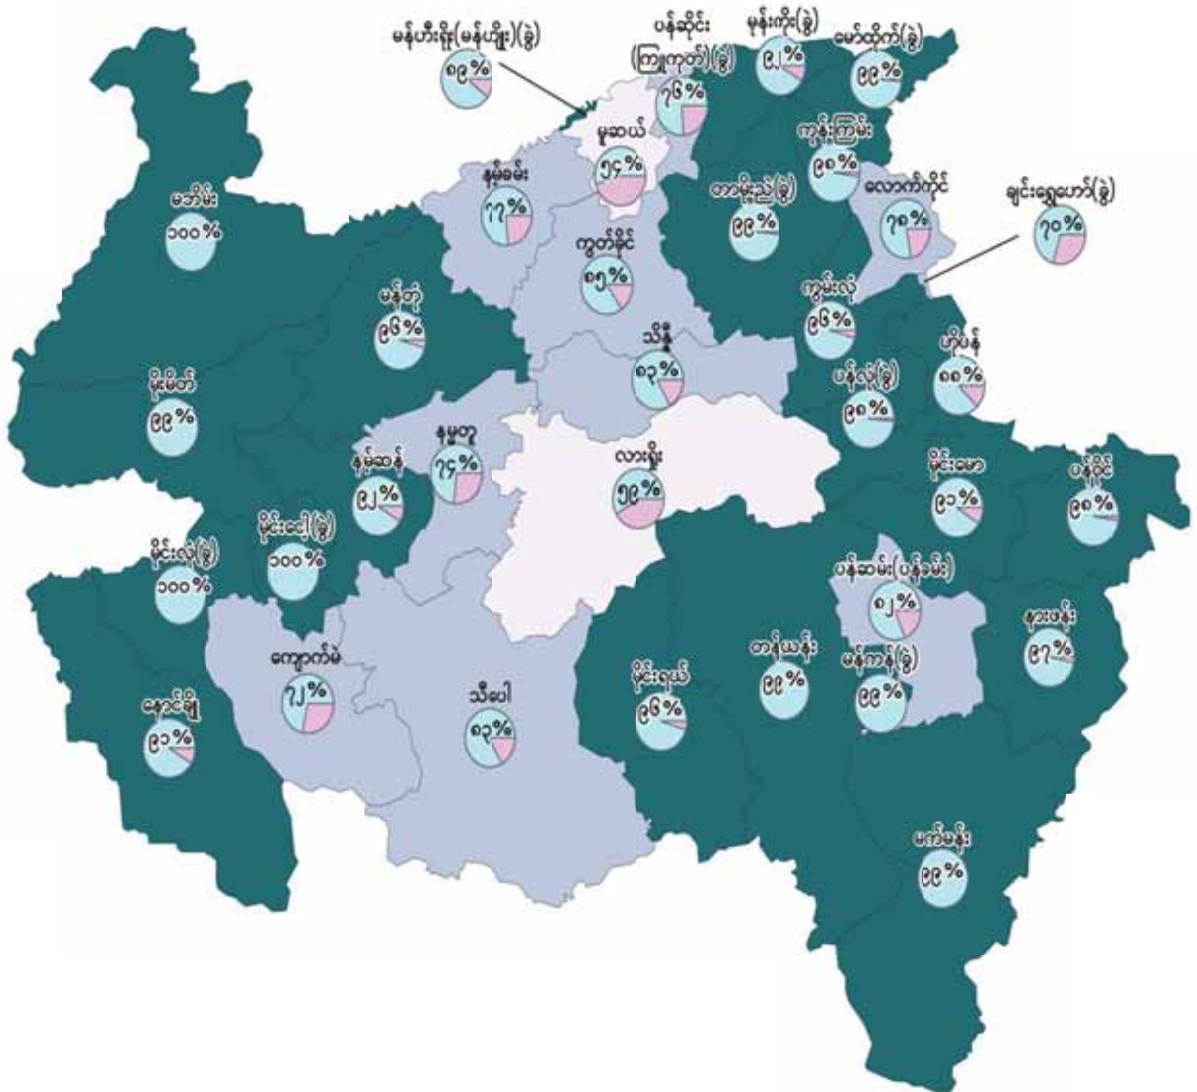 မန်ဟီးရိုး(မန်ဟျိုး)(ခွဲ)
၈၉%
ပန်ဆိုင်း
(ကြူကုတ်)(ခွဲ)
၇၆%
မုန်းကိုး(ခွဲ)
၉၂%
မော်ထိုက်(ခွဲ)
၉၉%
မူဆယ်
၅၄%
ကုန်းကြမ်း
၉၈%
နမ့်ခမ်း
၇၇%
တာမိုးညဲ(ခွဲ)
၉၉%
လောက်ကိုင်
၇၈%
ချင်းရွှေဟော်(ခွဲ)
၇၀%
မဘိမ်း
၁၀၀%
ကွတ်ခိုင်
၈၅%
မန်တုံ
၉၆%
ကွမ်းလုံ
၉၆%
သိန္နီ
၈၃%
ဟိုပန်
၈၈%
မိုးမိတ်
၉၉%
ပန်လုံ(ခွဲ)
၉၈%
နမ္မတူ
၇၄%
နမ့်ဆန်
၉၂%
လားရှိုး
၅၉%
မိုင်းမော
၉၁%
ပန်ဝိုင်
၉၈%
မိုင်းငေါ့(ခွဲ)
၁၀၀%
မိုင်းလုံ(ခွဲ)
၁၀၀%
ပန်ဆမ်း(ပန်ခမ်း)
၈၂%
နားဖန်း
၉၇%
ကျောက်မဲ
၇၂%
တန်ယန်း
၉၉%
မန်ကန်(ခွဲ)
၉၉%
မိုင်းရယ်
၉၆%
သီပေါ
၈၃%
နောင်ချို
၉၁%
မက်မန်း
၉၉%